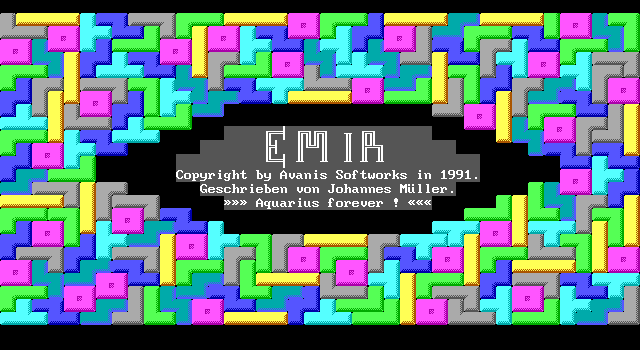 EMIR
Copyright by Avanis Softworks in 1991.
Geschrieben von Johannes Müller.
»»» Aquarius forever ! «««